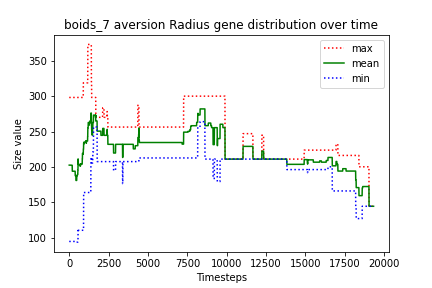 boids_7 aversion Radius gene distribution over time
max
mean
min
Size value
350
300
250
200
150
100
0 2500 5000 7500 10000 12500 15000 17500 20000
Timesteps